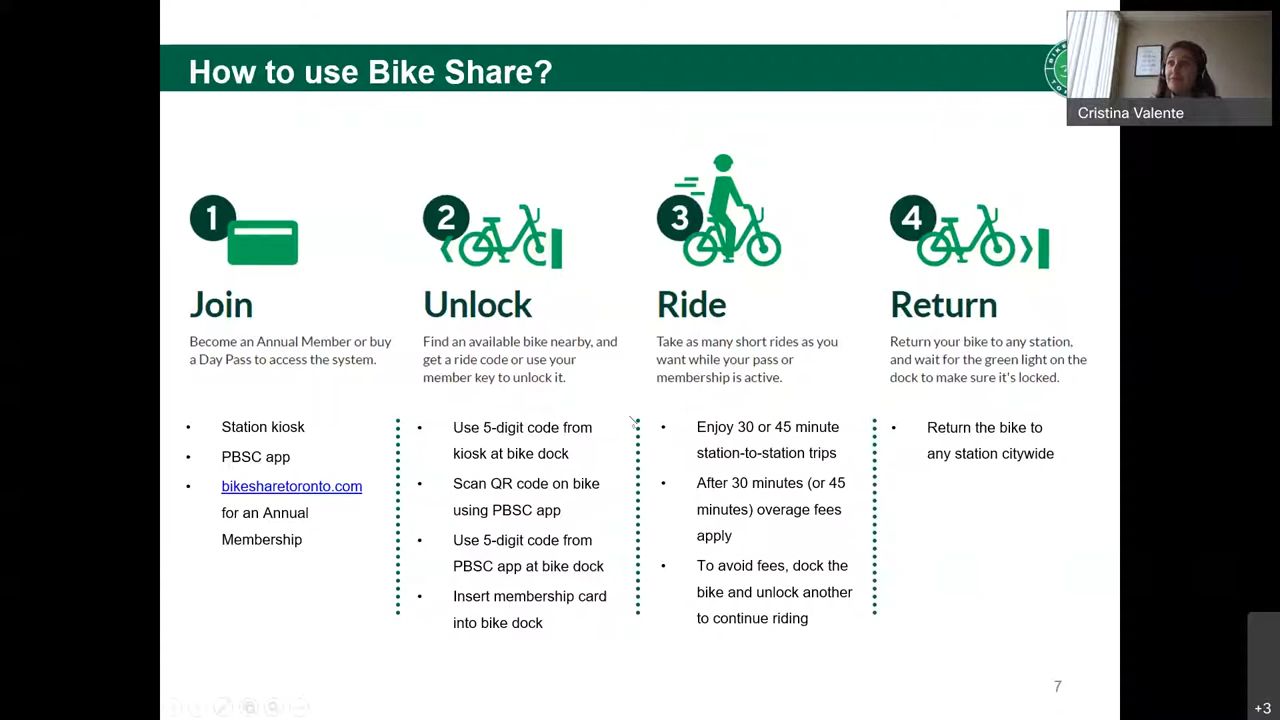 How to use Bike Share?
Cristina Valente
1
Join
Become an Annual Member or buy
a Day Pass to access the system.
Station kiosk
PBSC app
bikesharetoronto.com
for an Annual
Membership
2
Unlock
Find an available bike nearby, and
get a ride code or use your
member key to unlock it.
Use 5-digit code from
kiosk at bike dock
Scan QR code on bike
using PBSC app
Use 5-digit code from
PBSC app at bike dock
Insert membership card
into bike dock
3
Ride
Take as many short rides as you
want while your pass or
membership is active.
Enjoy 30 or 45 minute
station-to-station trips
After 30 minutes (or 45
minutes) overage fees
apply
To avoid fees, dock the
bike and unlock another
to continue riding
4
Return
Return your bike to any station,
and wait for the green light on the
dock to make sure it's locked.
Return the bike to
any station citywide
7
+3